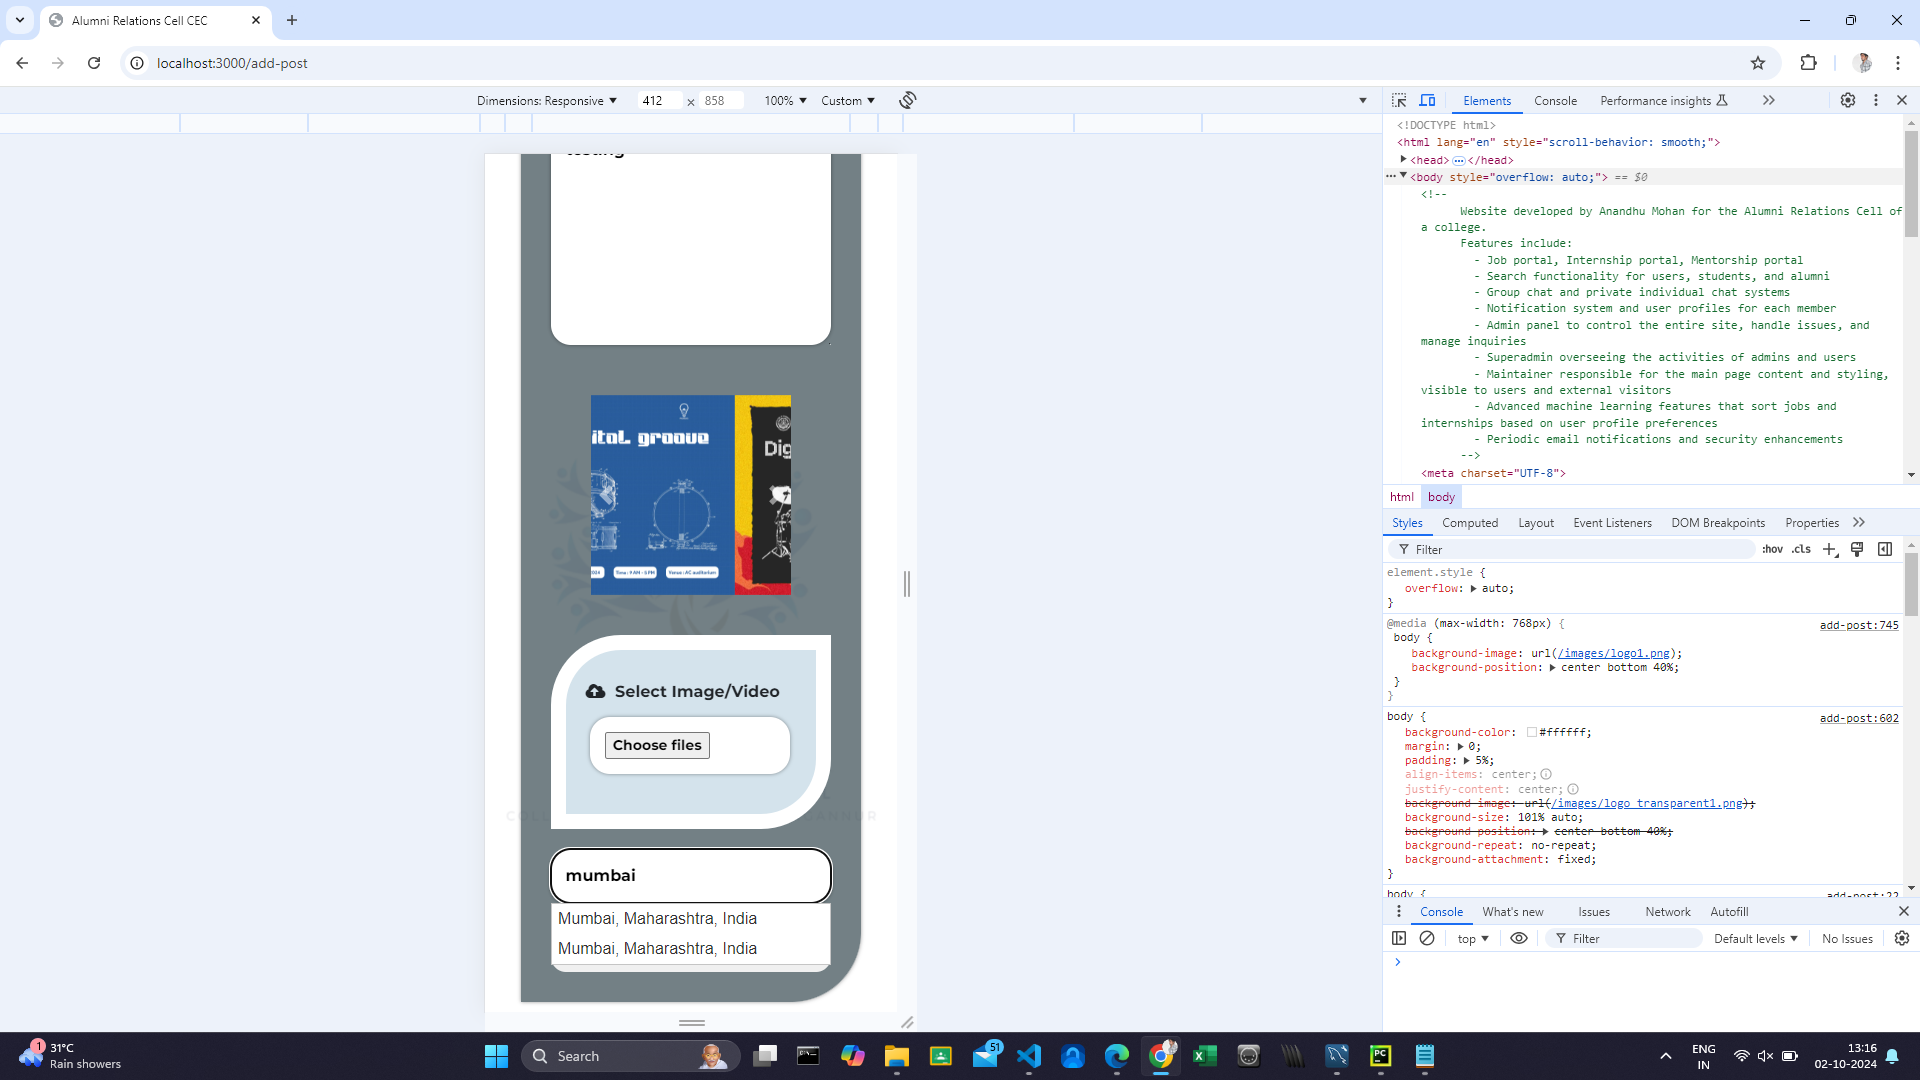 Alumni Relations Cell CEC
localhost:3000/add-post
Dimensions: Responsive 412 × 858 100% Custom
Elements Console Performance insights
<!DOCTYPE html>
<html lang="en" style="scroll-behavior: smooth;">
<head> </head>
<body style="overflow: auto;"> == $0
<!--
Website developed by Anandhu Mohan for the Alumni Relations Cell of
a college.
Features include:
- Job portal, Internship portal, Mentorship portal
- Search functionality for users, students, and alumni
- Group chat and private individual chat systems
- Notification system and user profiles for each member
- Admin panel to control the entire site, handle issues, and
manage inquiries
- Superadmin overseeing the activities of admins and users
- Maintainer responsible for the main page content and styling,
visible to users and external visitors
- Advanced machine learning features that sort jobs and
internships based on user profile preferences
- Periodic email notifications and security enhancements
-->
<meta charset="UTF-8">
html body
Styles Computed Layout Event Listeners DOM Breakpoints Properties
Filter :hov .cls
element.style {
overflow: auto;
}
@media (max-width: 768px) { add-post:745
body {
background-image: url(/images/logo1.png);
background-position: center bottom 40%;
}
}
body { add-post:602
background-color: #ffffff;
margin: 0;
padding: 5%;
align-items: center;
justify-content: center;
background-image: url(/images/logo_transparent1.png);
background-size: 101% auto;
background-position: center bottom 40%;
background-repeat: no-repeat;
background-attachment: fixed;
}
body { add-post:22
Console What's new Issues Network Autofill
top Filter Default levels No Issues
testing
ital groove
Dig
Time : 9 AM - 5 PM Venue : AC auditorium
Select Image/Video
Choose files
mumbai
Mumbai, Maharashtra, India
Mumbai, Maharashtra, India
1
31°C
Rain showers
Search
51
PC
ENG
IN
13:16
02-10-2024